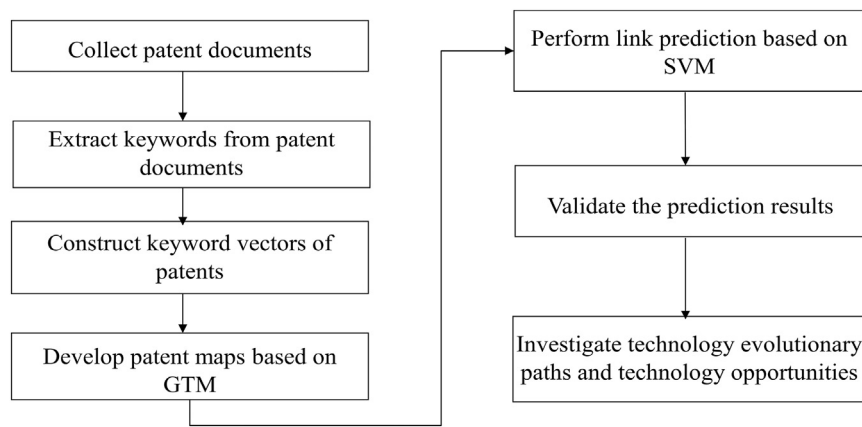 Collect patent documents
Extract keywords from patent
documents
Construct keyword vectors of
patents
Develop patent maps based on
GTM
Perform link prediction based on
SVM
Validate the prediction results
Investigate technology evolutionary
paths and technology opportunities